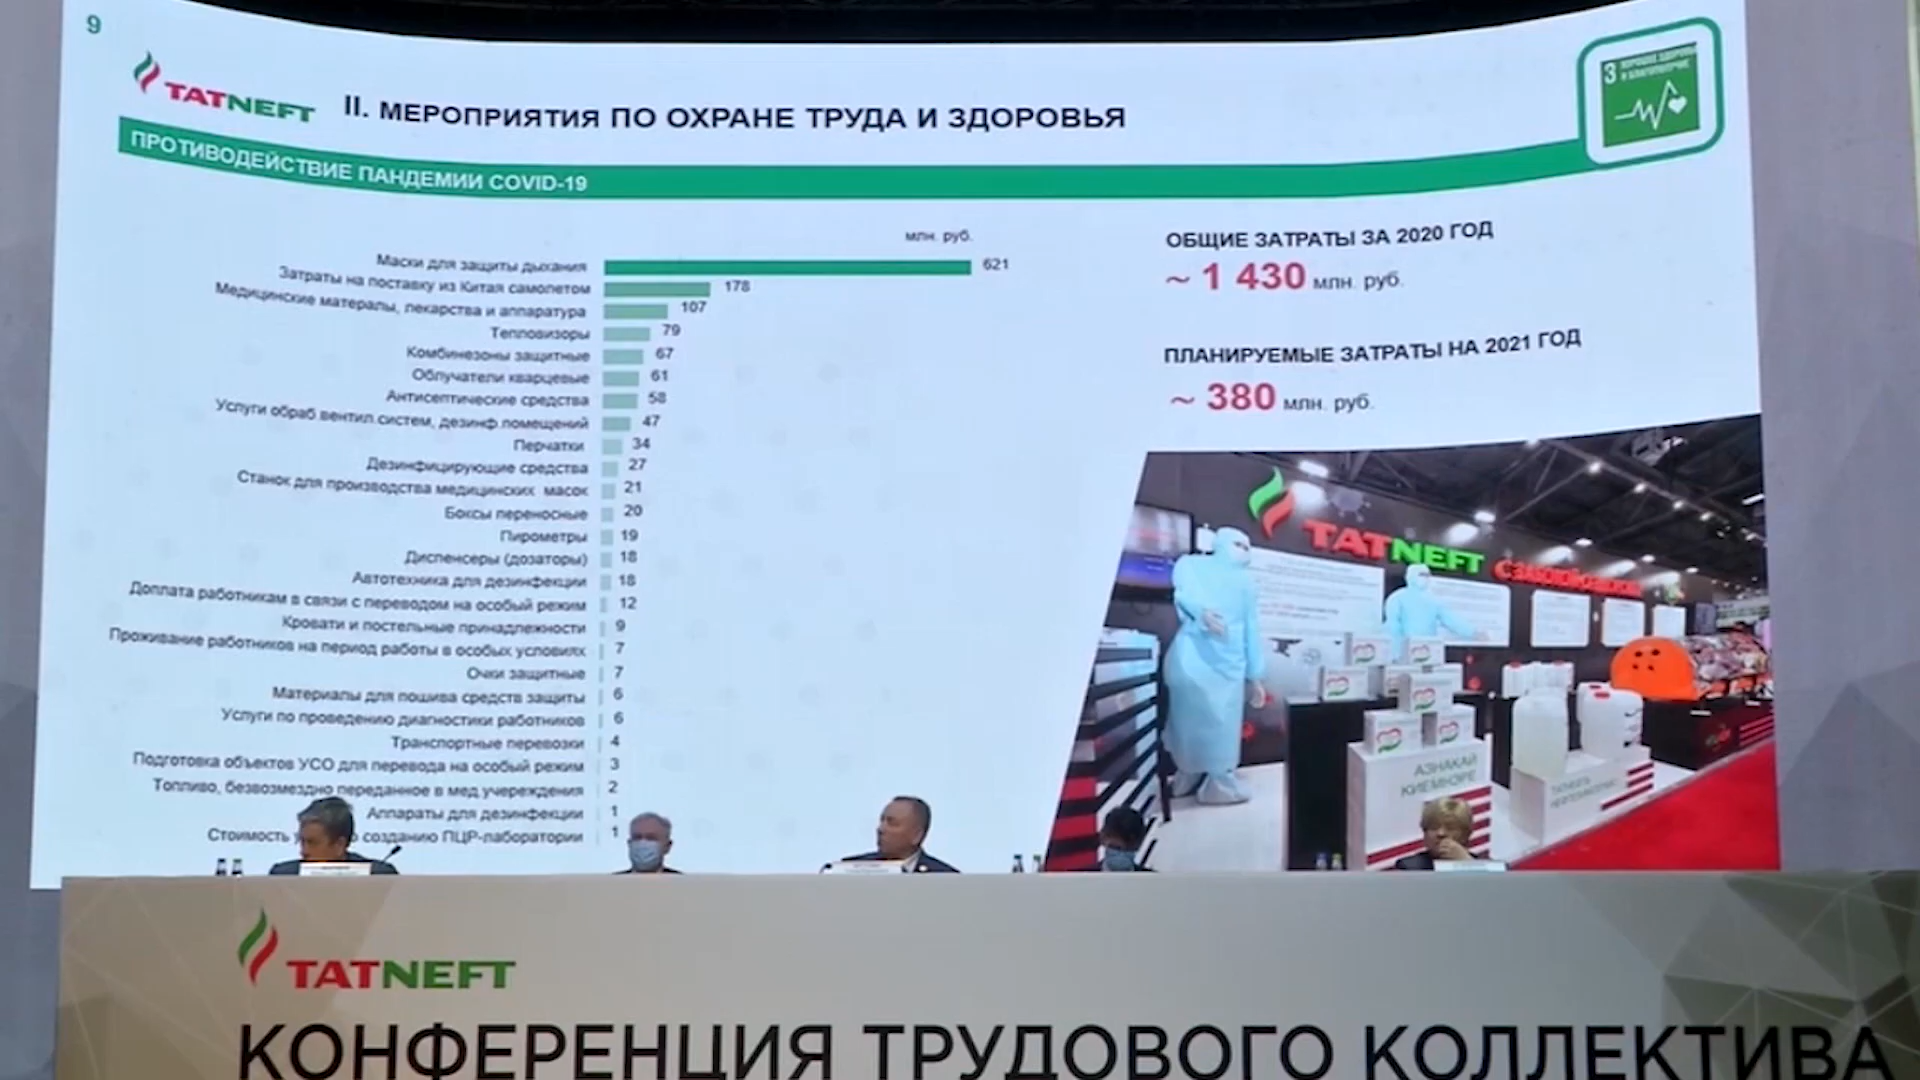 9
TATNEFT
II. МЕРОПРИЯТИЯ ПО ОХРАНЕ ТРУДА И ЗДОРОВЬЯ
3 ХОРОШЕЕ ЗДОРОВЬЕ
И БЛАГОПОЛУЧИЕ
ПРОТИВОДЕЙСТВИЕ ПАНДЕМИИ COVID-19
млн. руб.
Маски для защиты дыхания 621
Затраты на поставку из Китая самолетом 178
Медицинские матералы, лекарства и аппаратура 107
Тепловизоры 79
Комбинезоны защитные 67
Облучатели кварцевые 61
Антисептические средства 58
Услуги обраб.вентил.систем, дезинф.помещений 47
Перчатки 34
Дезинфицирующие средства 27
Станок для производства медицинских масок 21
Боксы переносные 20
Пирометры 19
Диспенсеры (дозаторы) 18
Автотехника для дезинфекции 18
Доплата работникам в связи с переводом на особый режим 12
Кровати и постельные принадлежности 9
Проживание работников на период работы в особых условиях 7
Очки защитные 7
Материалы для пошива средств защиты 6
Услуги по проведению диагностики работников 6
Транспортные перевозки 4
Подготовка объектов УСО для перевода на особый режим 3
Топливо, безвозмездно переданное в мед.учереждения 2
Аппараты для дезинфекции 1
Стоимость созданию ПЦР-лаборатории 1
ОБЩИЕ ЗАТРАТЫ ЗА 2020 ГОД
~ 1 430 млн. руб.
ПЛАНИРУЕМЫЕ ЗАТРАТЫ НА 2021 ГОД
~ 380 млн. руб.
TATNEFT
АЗНАКАЙ
КИЕМНӘРЕ
TATNEFT
КОНФЕРЕНЦИЯ ТРУДОВОГО КОЛЛЕКТИВА